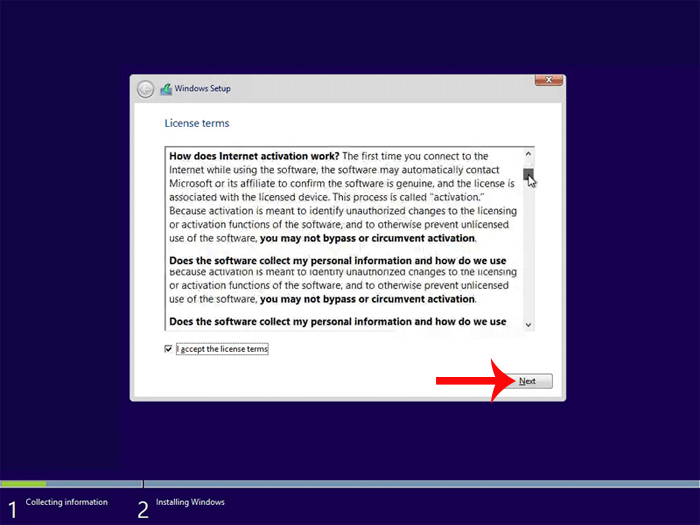 Windows Setup
License terms
How does Internet activation work? The first time you connect to the
Internet while using the software, the software may automatically contact
Microsoft or its affiliate to confirm the software is genuine, and the license is
associated with the licensed device. This process is called “activation.”
Because activation is meant to identify unauthorized changes to the licensing
or activation functions of the software, and to otherwise prevent unlicensed
use of the software, you may not bypass or circumvent activation.
Does the software collect my personal information and how do we use
Because activation is meant to identify unauthorized changes to the licensing
or activation functions of the software, and to otherwise prevent unlicensed
use of the software, you may not bypass or circumvent activation.
Does the software collect my personal information and how do we use
I accept the license terms
Next
1 Collecting information
2 Installing Windows